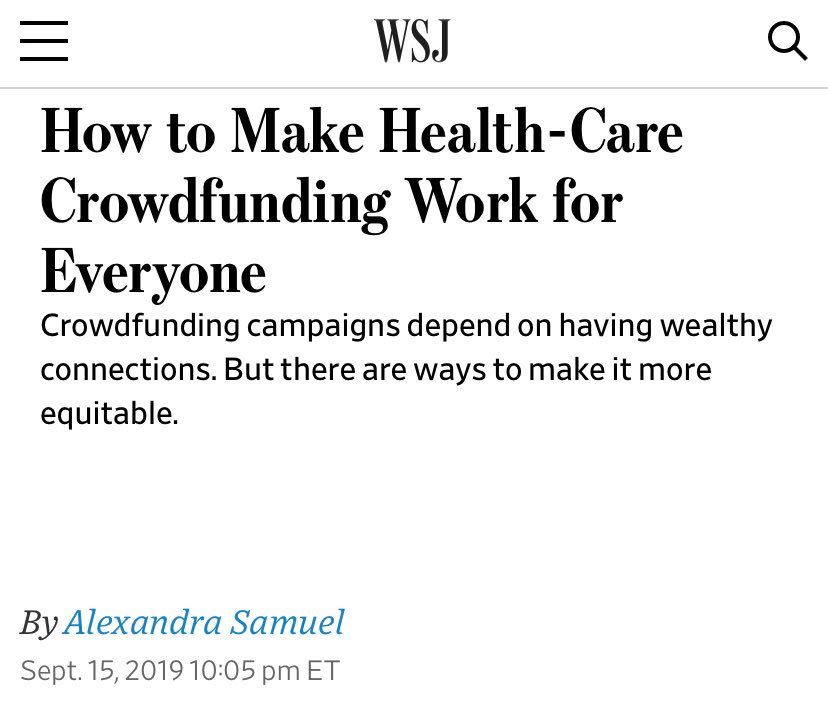 WSJ
How to Make Health-Care
Crowdfunding Work for
Everyone
Crowdfunding campaigns depend on having wealthy
connections. But there are ways to make it more
equitable.
By Alexandra Samuel
Sept. 15, 2019 10:05 pm ET